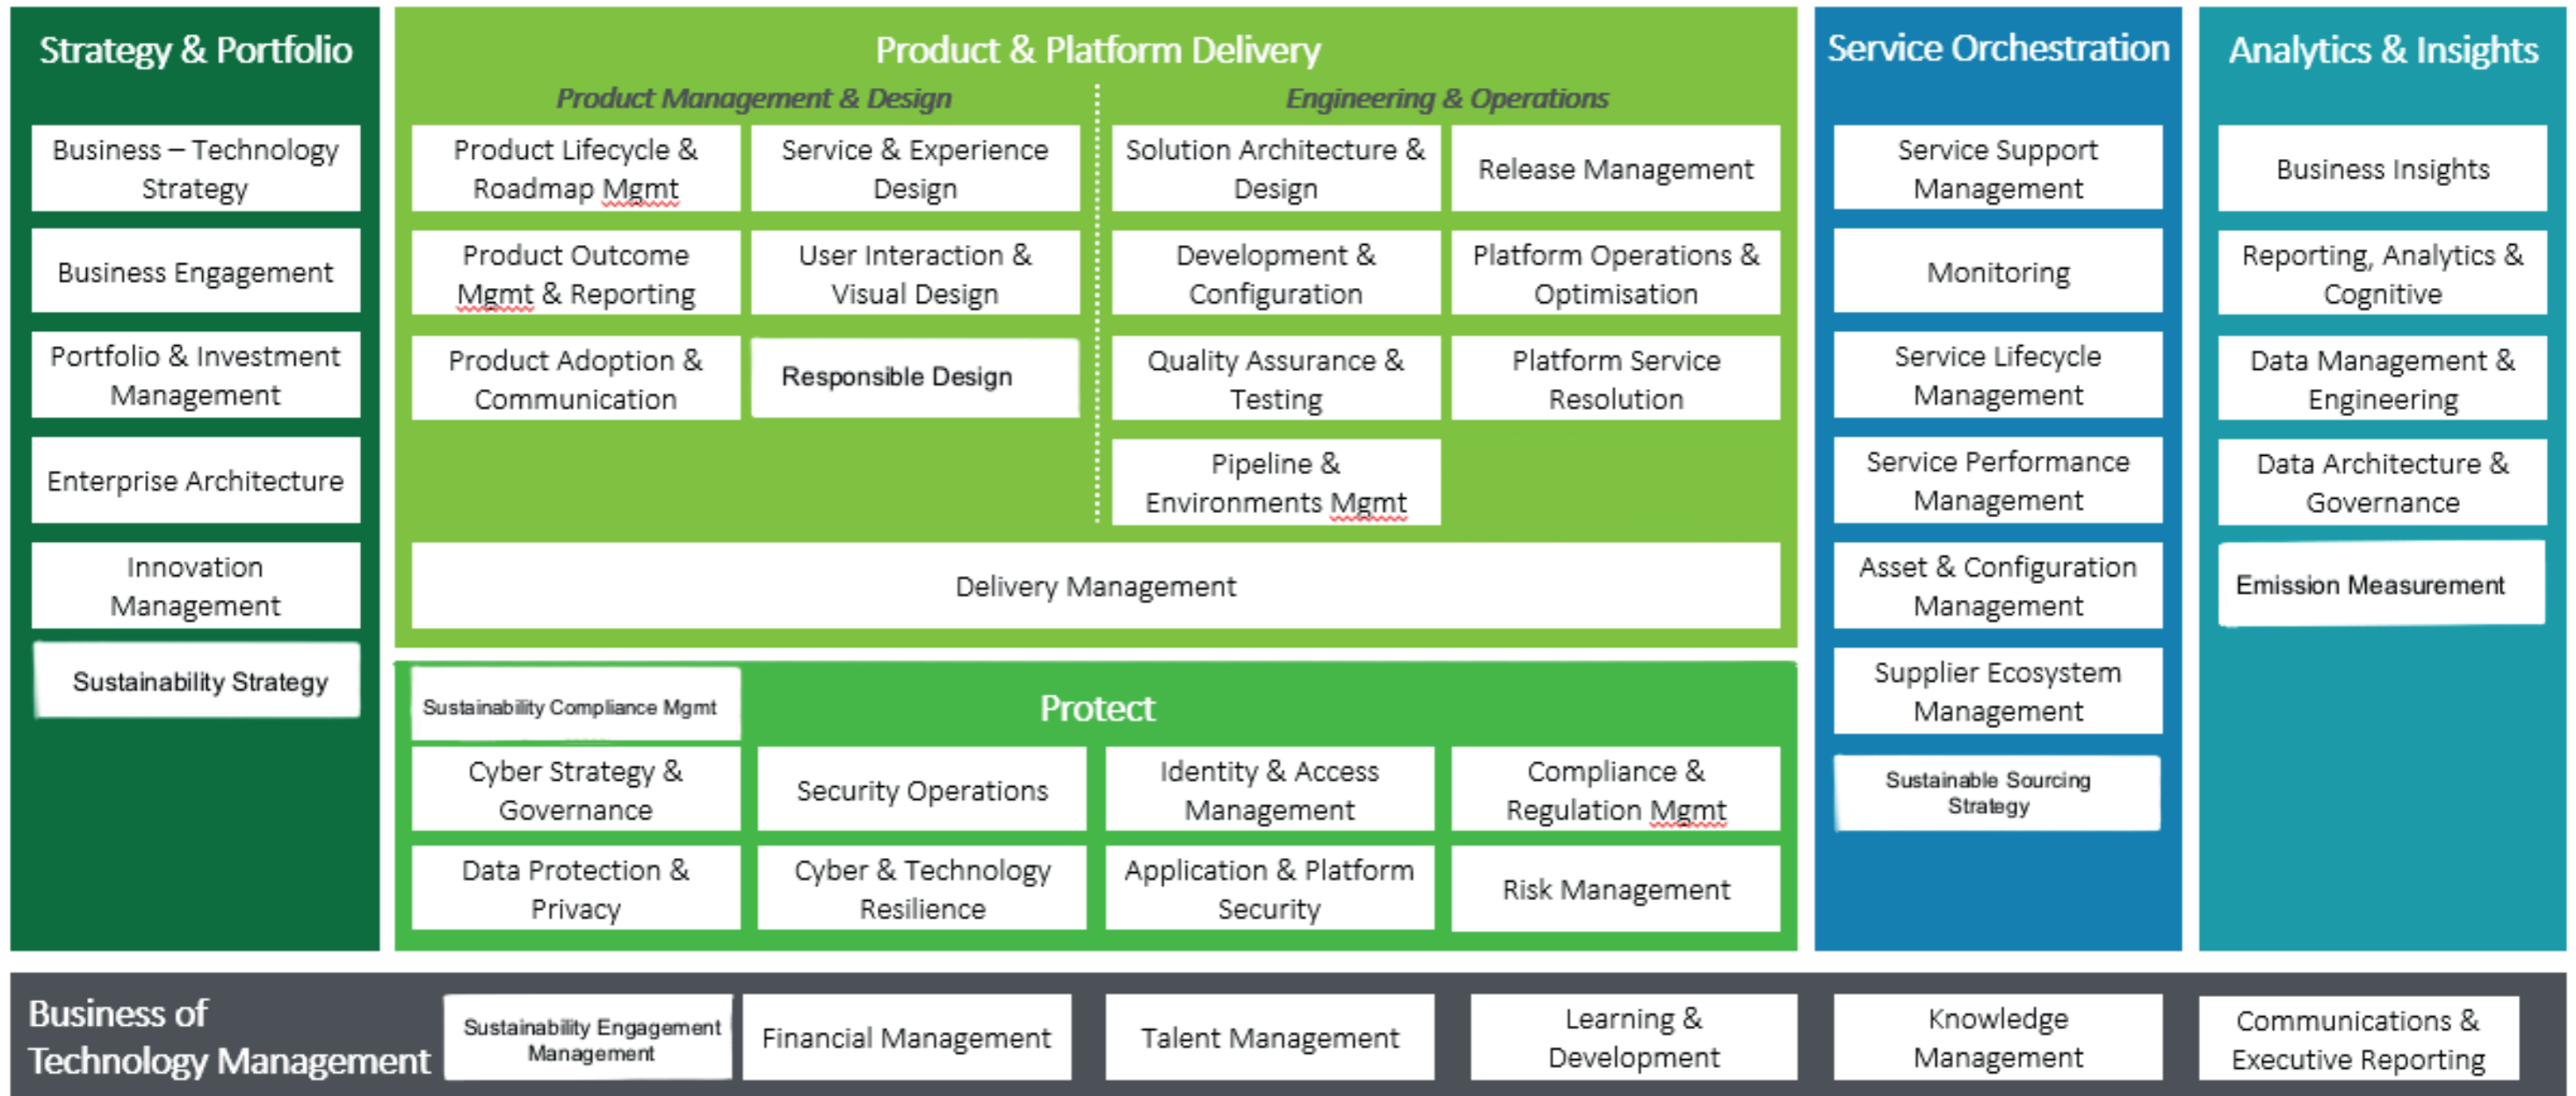 Strategy & Portfolio
Business – Technology
Strategy
Business Engagement
Portfolio & Investment
Management
Enterprise Architecture
Innovation
Management
Sustainability Strategy
Product & Platform Delivery
Product Management & Design
Product Lifecycle &
Roadmap Mgmt
Service & Experience
Design
Product Outcome
Mgmt & Reporting
User Interaction &
Visual Design
Product Adoption &
Communication
Responsible Design
Engineering & Operations
Solution Architecture &
Design
Release Management
Development &
Configuration
Platform Operations &
Optimisation
Quality Assurance &
Testing
Platform Service
Resolution
Pipeline &
Environments Mgmt
Delivery Management
Protect
Sustainability Compliance Mgmt
Cyber Strategy &
Governance
Security Operations
Identity & Access
Management
Compliance &
Regulation Mgmt
Data Protection &
Privacy
Cyber & Technology
Resilience
Application & Platform
Security
Risk Management
Service Orchestration
Service Support
Management
Monitoring
Service Lifecycle
Management
Service Performance
Management
Asset & Configuration
Management
Supplier Ecosystem
Management
Sustainable Sourcing
Strategy
Analytics & Insights
Business Insights
Reporting, Analytics &
Cognitive
Data Management &
Engineering
Data Architecture &
Governance
Emission Measurement
Business of
Technology Management
Sustainability Engagement
Management
Financial Management
Talent Management
Learning &
Development
Knowledge
Management
Communications &
Executive Reporting